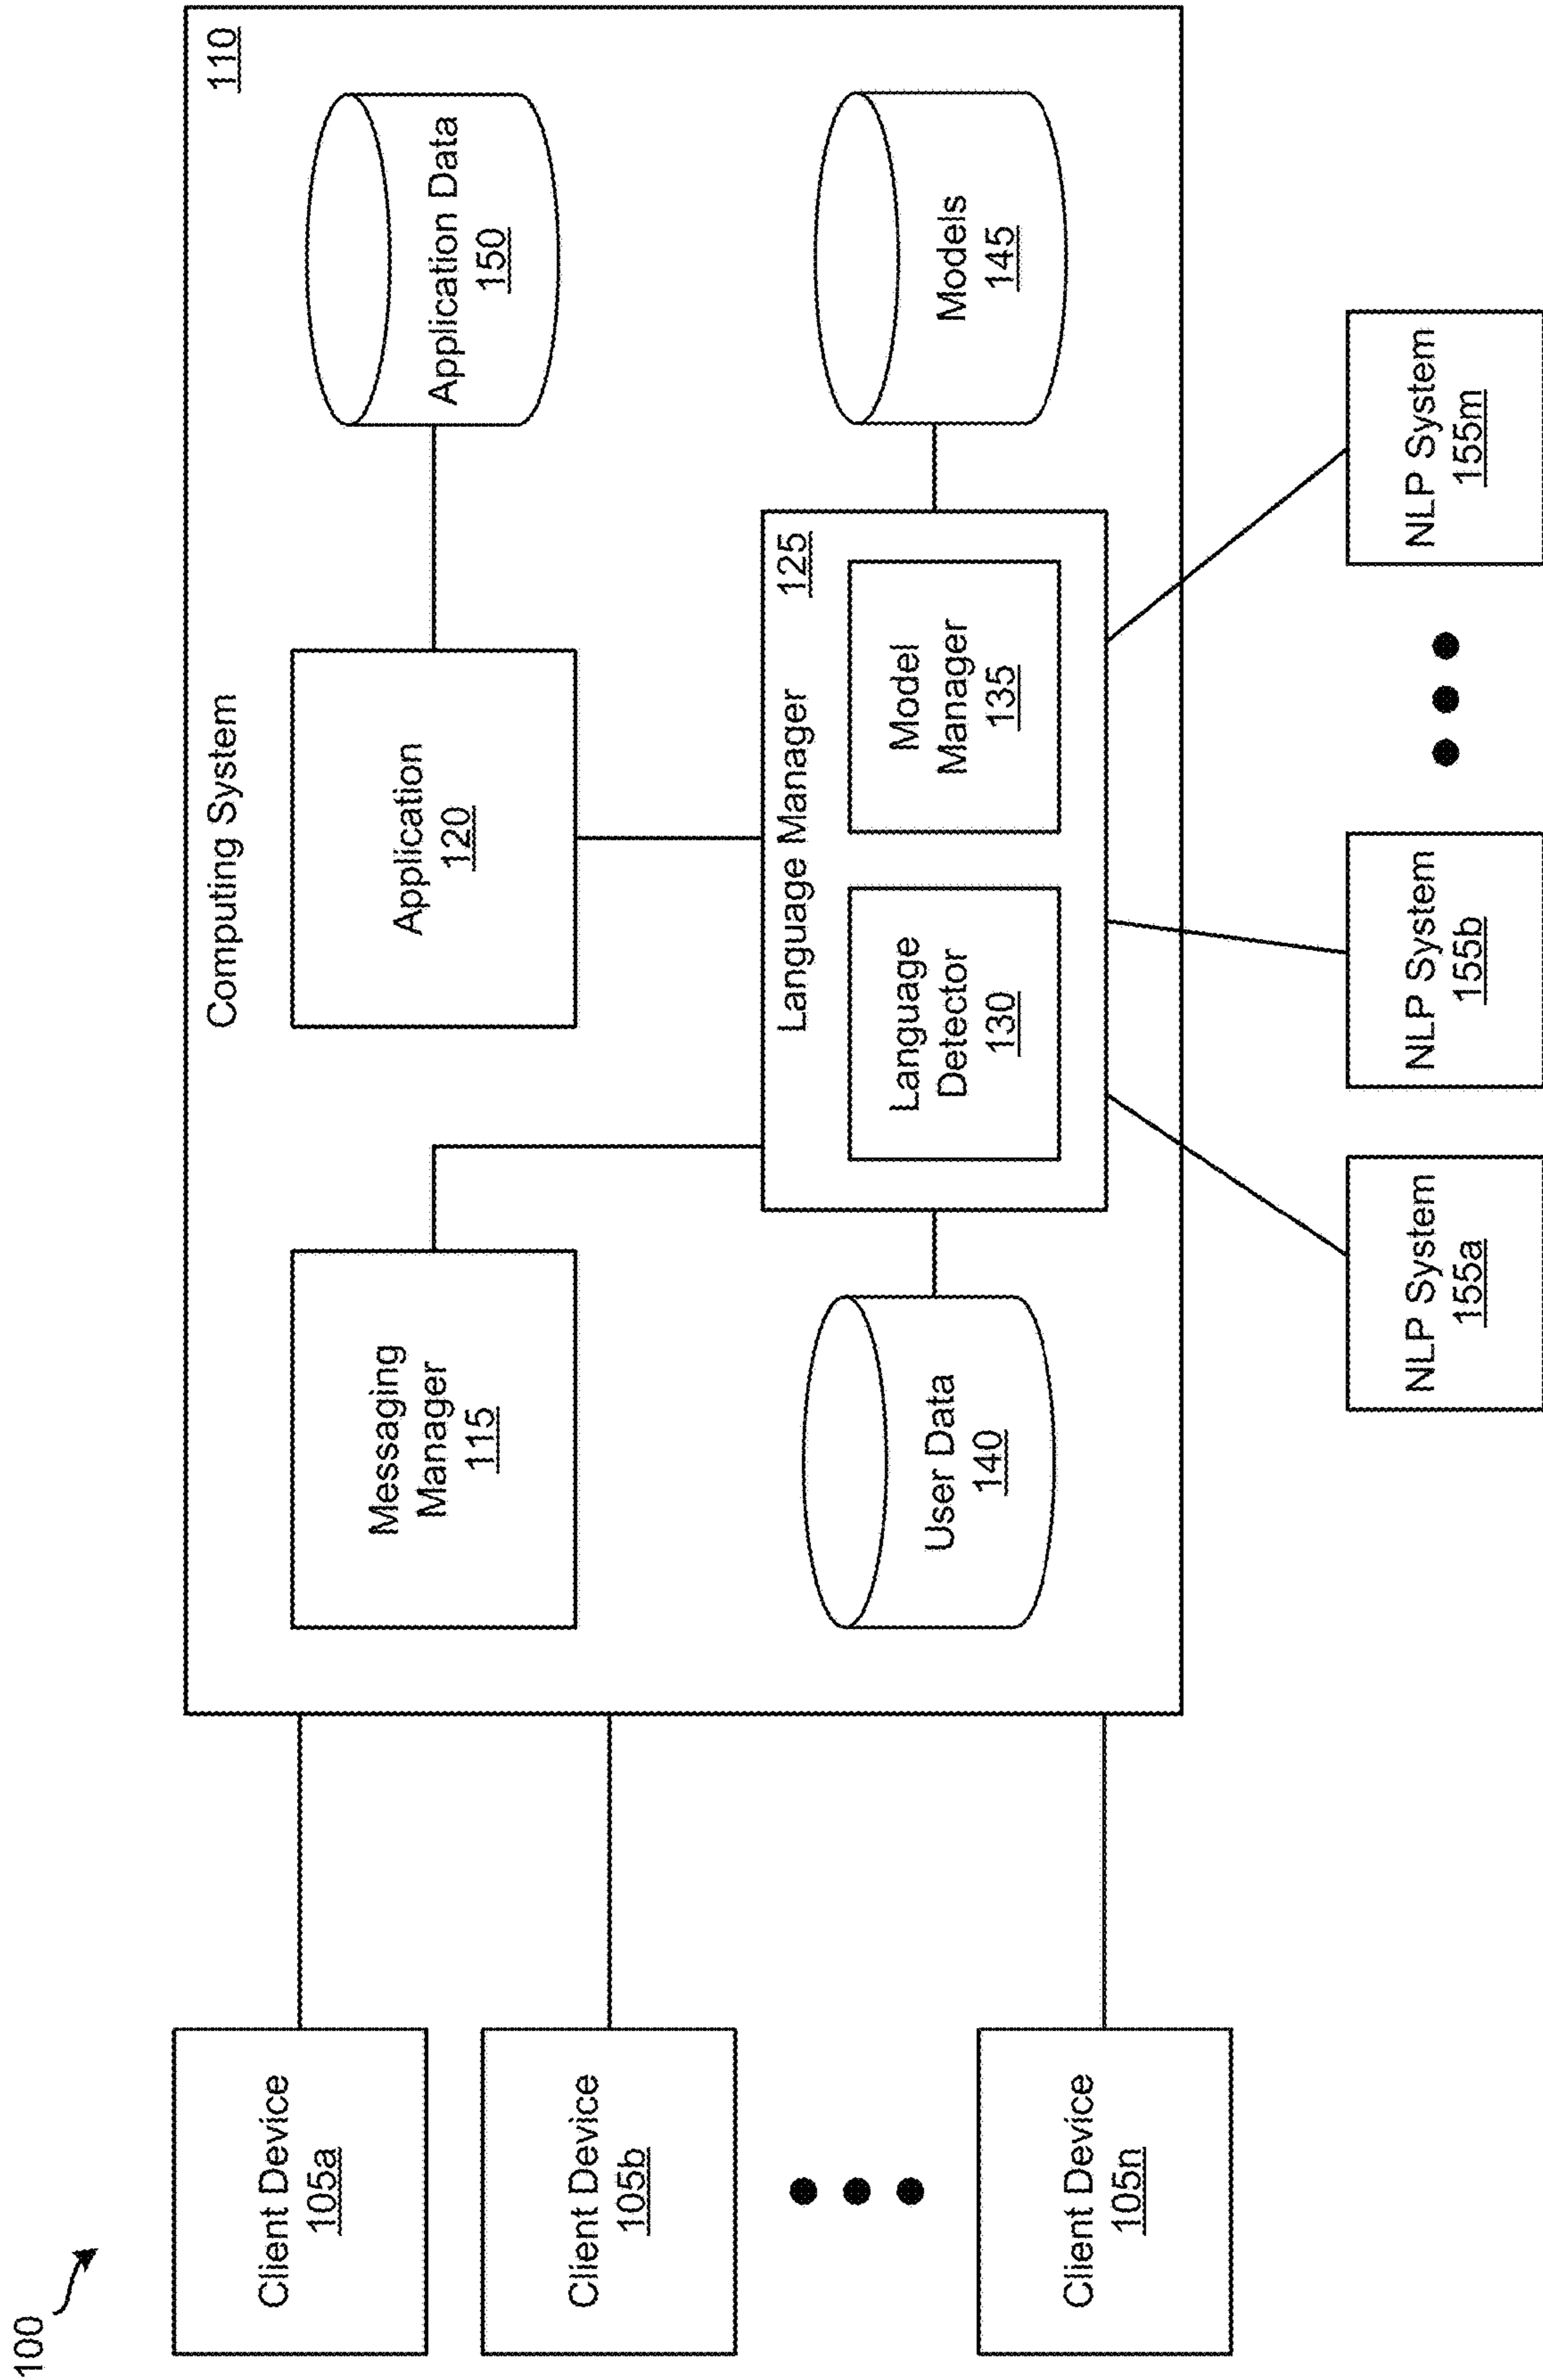 100
Computing System
110
Client Device
105a
Client Device
105b
Client Device
105n
Messaging
Manager
115
Application
120
Application Data
150
User Data
140
Language Manager
125
Language
Detector
130
Model
Manager
135
Models
145
NLP System
155a
NLP System
155b
NLP System
155m